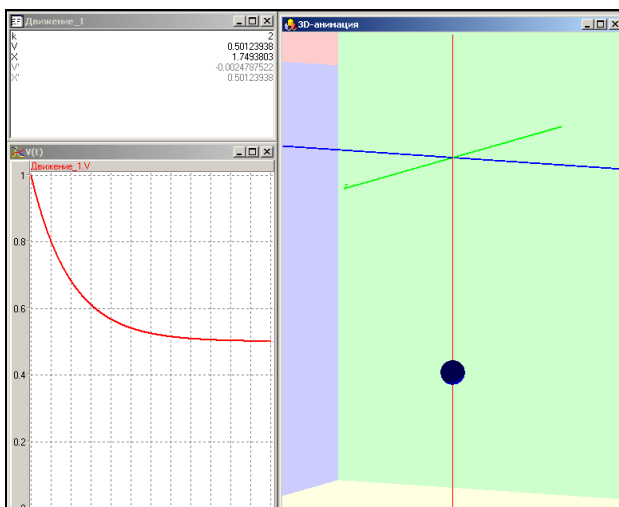 Движение_1
k 2
V 0.50123938
X 1.7493803
V' -0.0024787522
X' 0.50123938
V(t)
Движение_1.V
1
0.8
0.6
0.4
0.2
0
3D-анимация